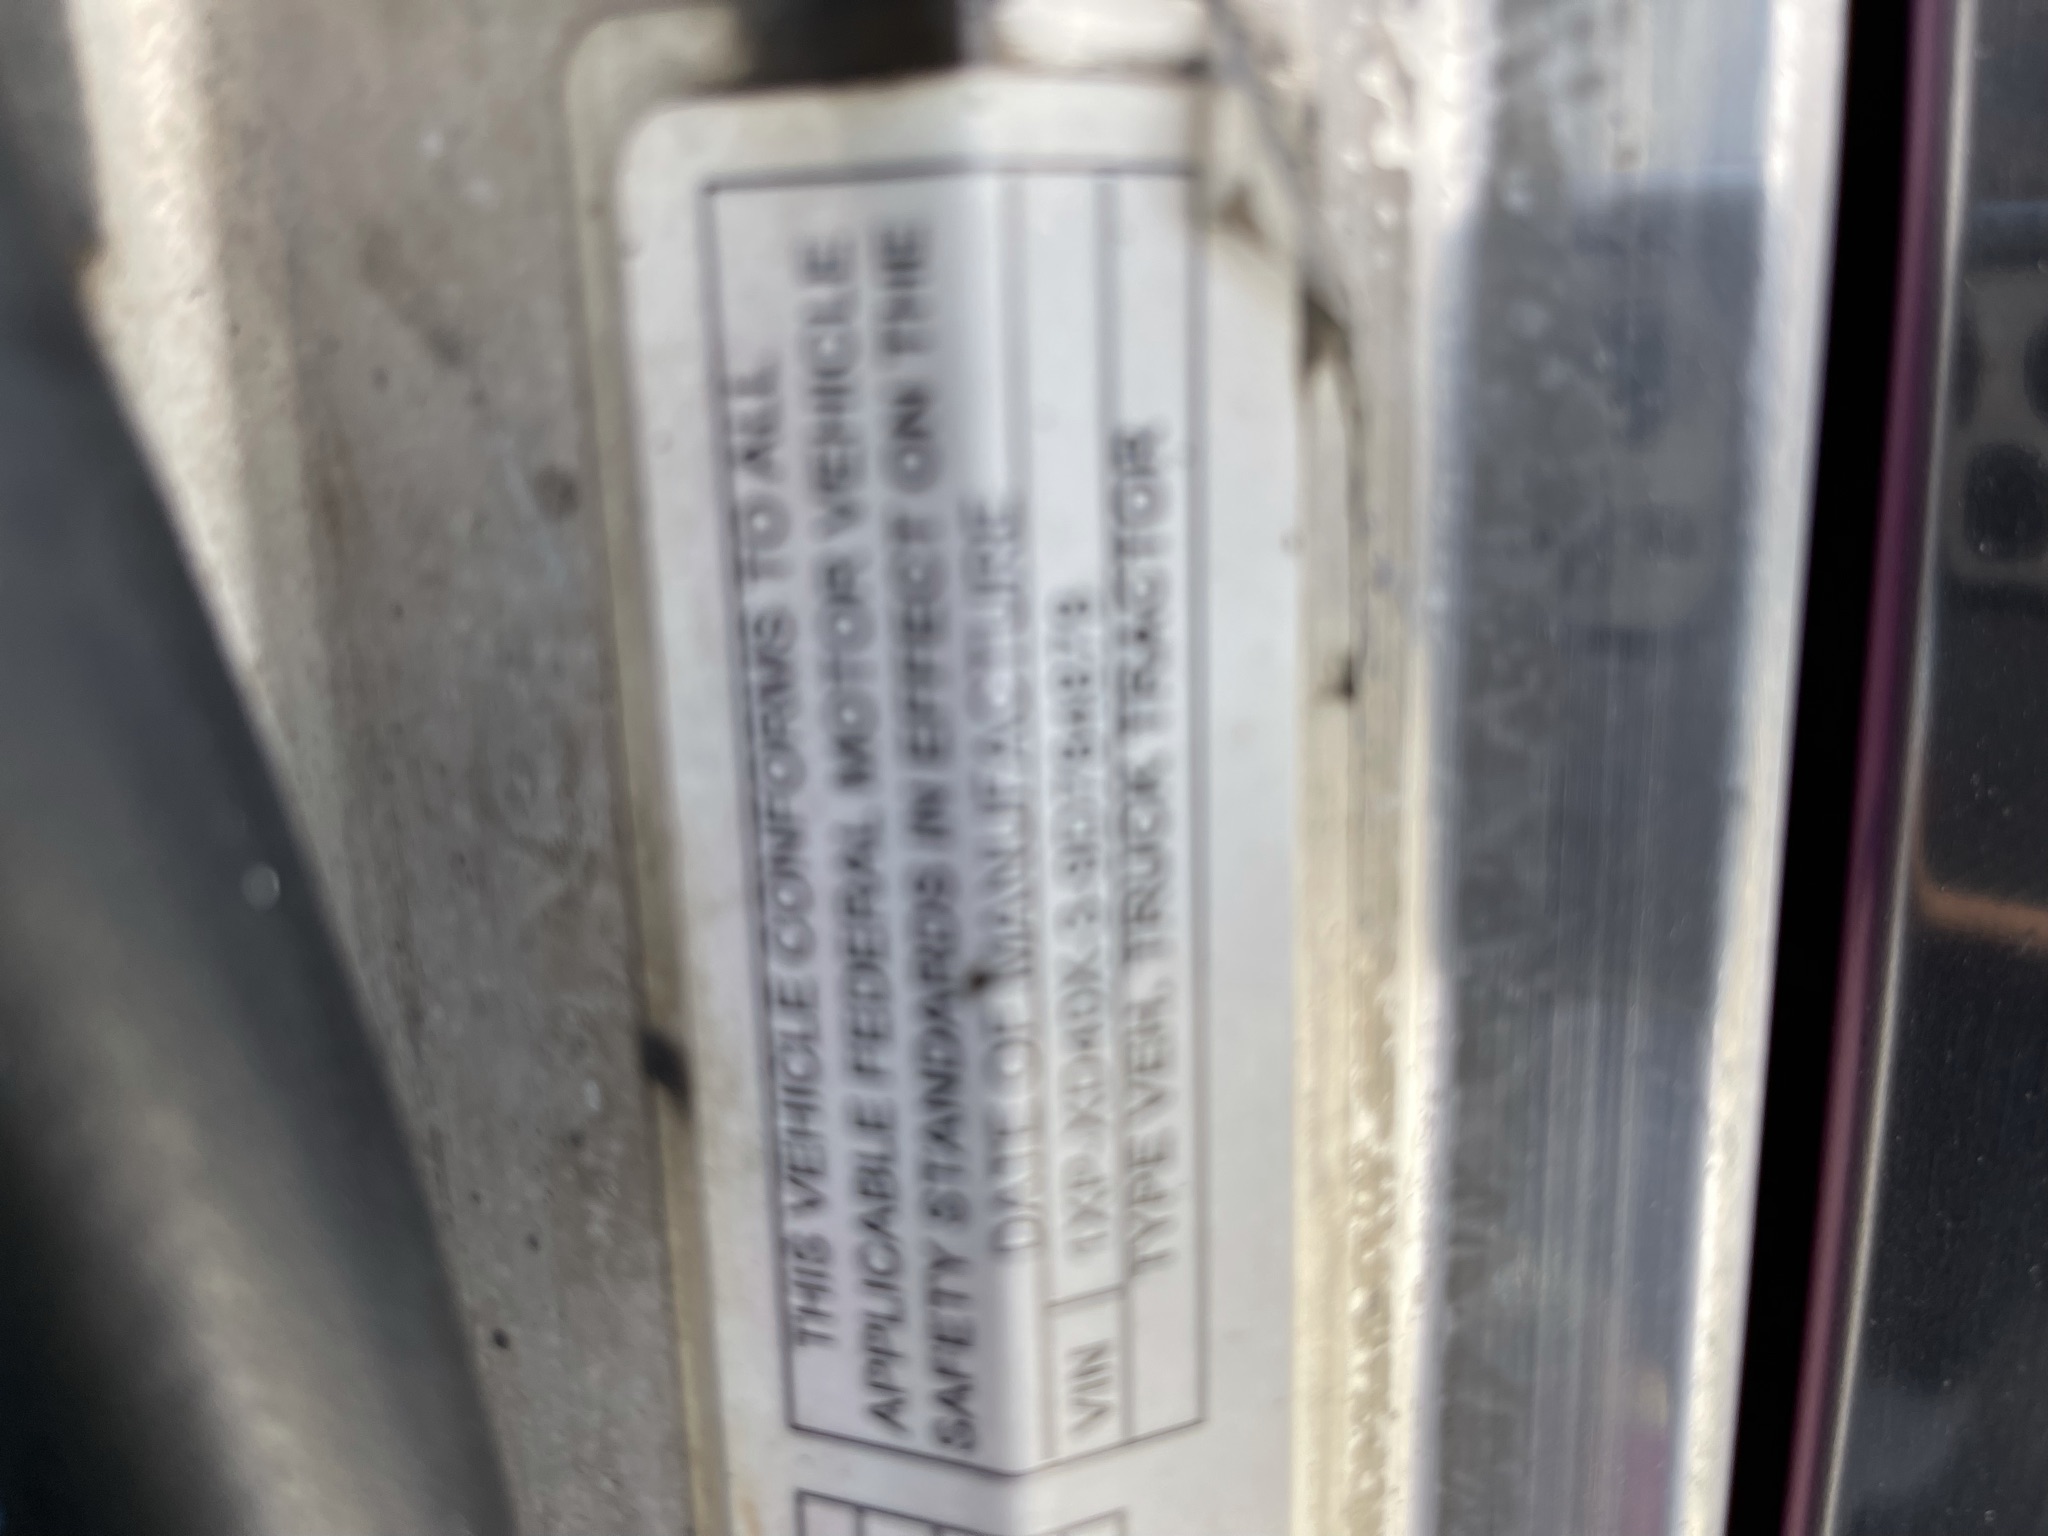 THIS VEHICLE CONFORMS TO ALL
APPLICABLE FEDERAL MOTOR VEHICLE
SAFETY STANDARDS IN EFFECT ON THE
DATE OF MANUFACTURE
VIN
TYPE VEH. TRUCK TRACTOR